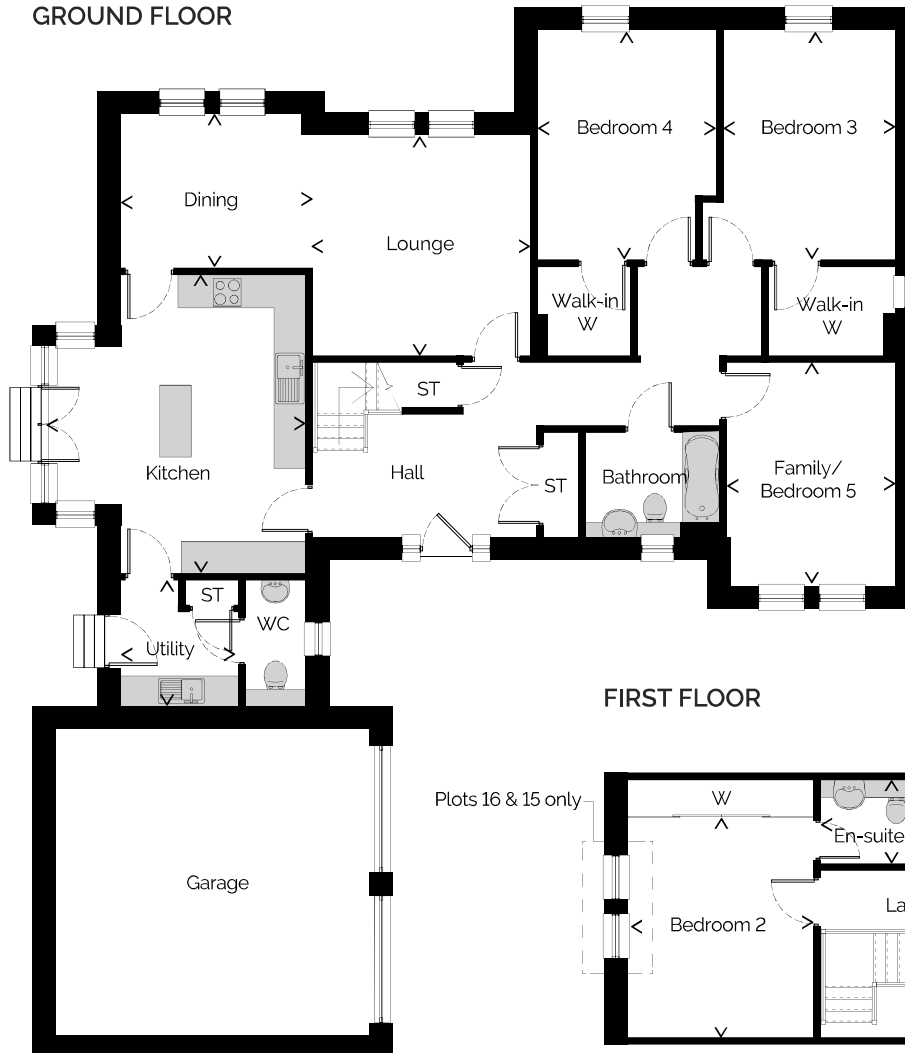 GROUND FLOOR
Bedroom 4
Bedroom 3
Dining
Lounge
Walk-in
W
Walk-in
W
ST
Kitchen
Hall
ST
Bathroom
Family/
Bedroom 5
ST
WC
Utility
Garage
FIRST FLOOR
Plots 16 & 15 only
W
En-suite
Bedroom 2
La